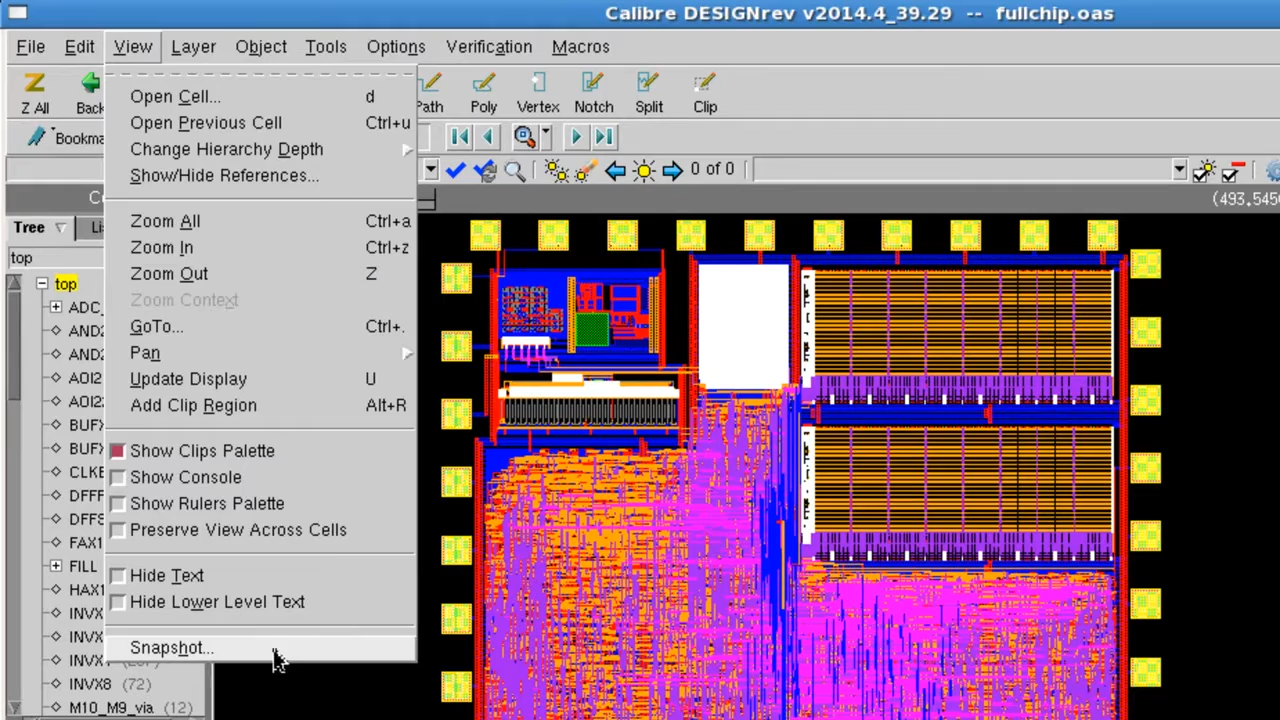 Calibre DESIGNrev v2014.4_39.29 -- fullchip.oas
File Edit View Layer Object Tools Options Verification Macros
Z All Back Path Poly Vertex Notch Split Clip
Bookma
0 of 0
Open Cell... d
Open Previous Cell Ctrl+u
Change Hierarchy Depth
Show/Hide References...
(493.545
Zoom All Ctrl+a
Tree
Zoom In Ctrl+z
top
Zoom Out Z
top
Zoom Context
ADC_
GoTo... Ctrl+.
AND2
Pan
AND2
Update Display U
AOI2
Add Clip Region Alt+R
AOI22
BUFX
Show Clips Palette
BUFX
Show Console
CLKE
Show Rulers Palette
DFFF
DFFS
Preserve View Across Cells
FAX1
FILL
Hide Text
HAX1
Hide Lower Level Text
INVX
INVX
Snapshot...
INVX
INVX8 (72)
M10_M9_via (12)